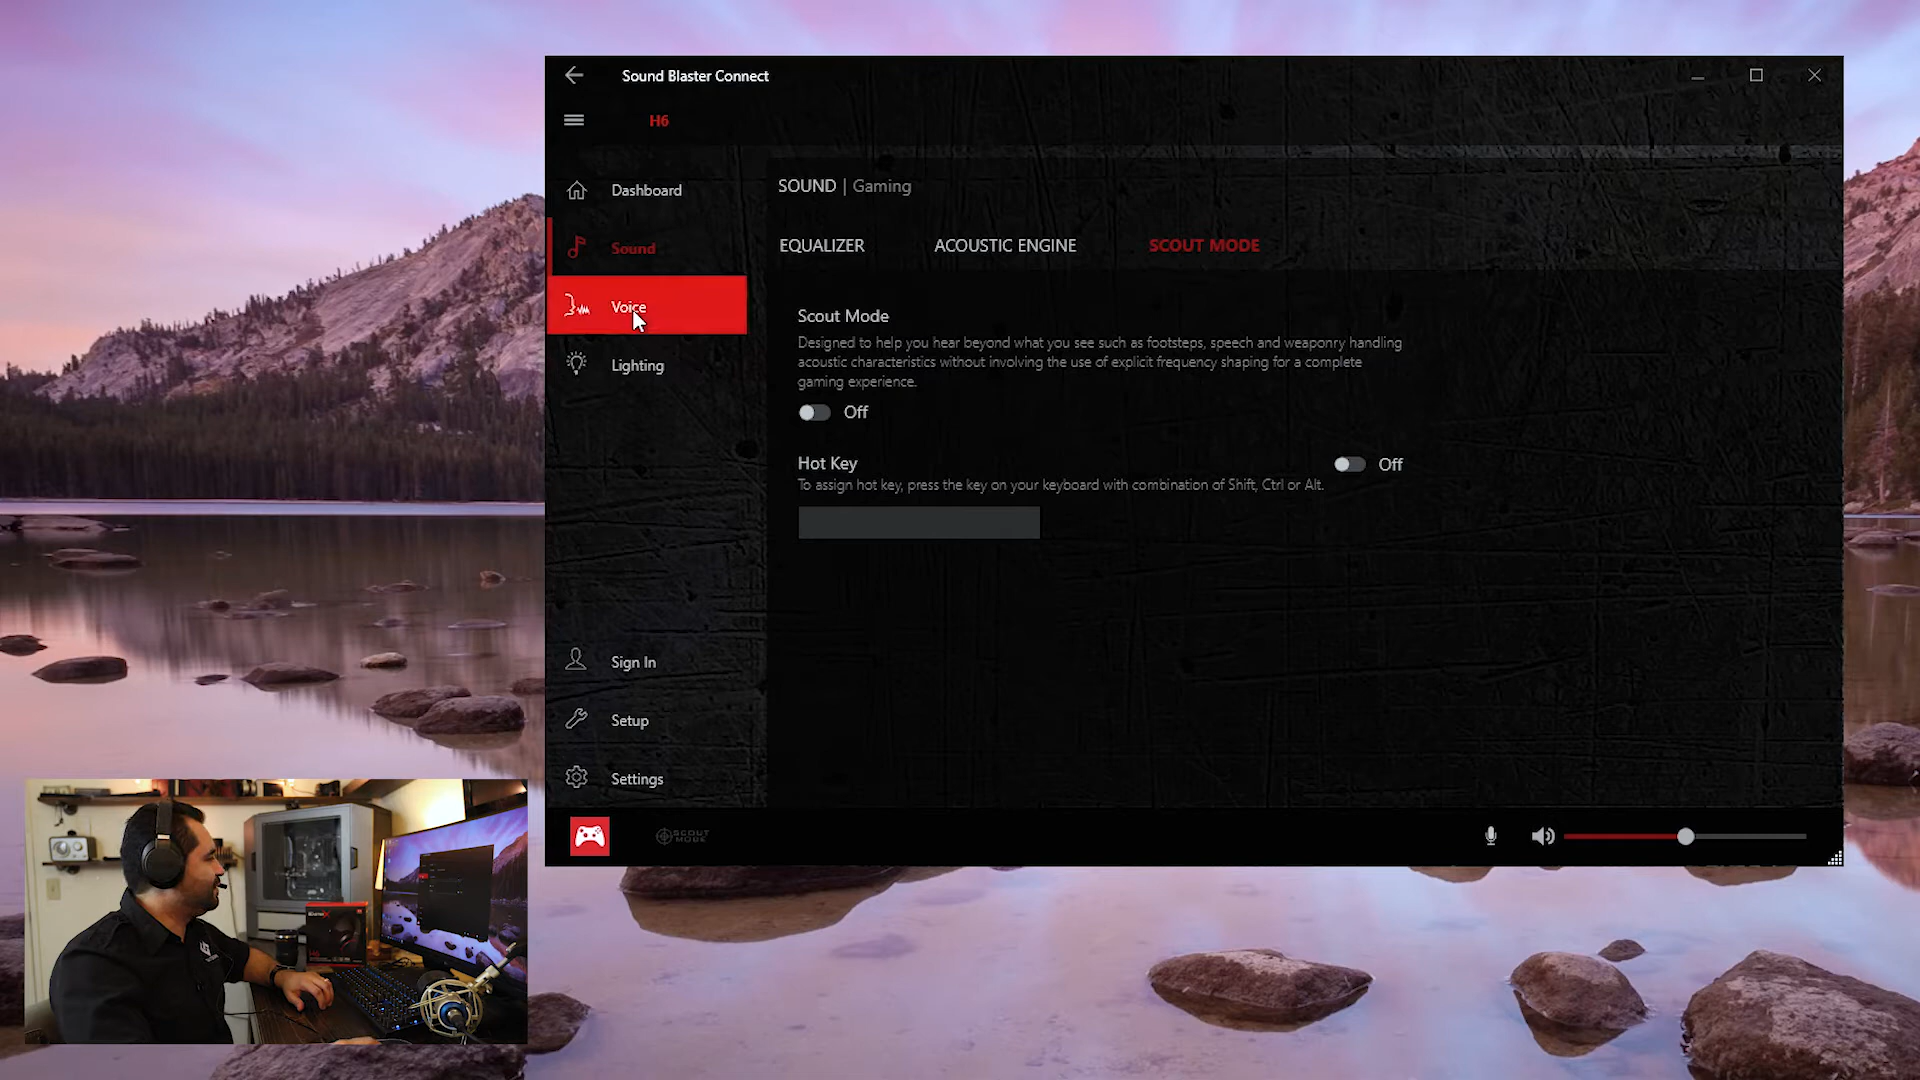 Sound Blaster Connect
H6
Dashboard
Sound
Voice
Lighting
Sign In
Setup
Settings
SOUND | Gaming
EQUALIZER
ACOUSTIC ENGINE
SCOUT MODE
Scout Mode
Designed to help you hear beyond what you see such as footsteps, speech and weaponry handling
acoustic characteristics without involving the use of explicit frequency shaping for a complete
gaming experience.
Off
Hot Key
Off
To assign hot key, press the key on your keyboard with combination of Shift, Ctrl or Alt.
SCOUT
MODE